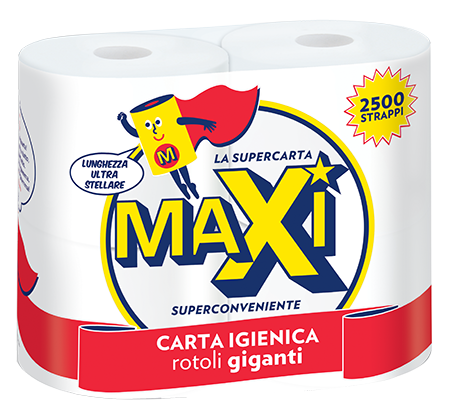 2500
STRAPPI
LUNGHEZZA
ULTRA
STELLARE
M
LA SUPERCARTA
MAXi
SUPERCONVENIENTE
CARTA IGIENICA
rotoli giganti